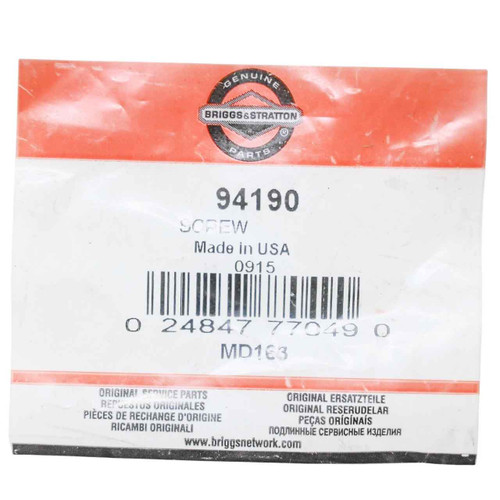 GENUINE
BRIGGS&STRATTON
®
PARTS
94190
SCREW
Made in USA
0915
0 24847 77049 0
MD163
ORIGINAL SERVICE PARTS
REPUESTOS ORIGINALES
PIÈCES DE RECHANGE D'ORIGINE
RICAMBI ORIGINALI
ORIGINAL ERSATZTEILE
ORIGINAL RESERUDELAR
PEÇAS ORIGÍNAIS
ПОДЛИННЫЕ СЕРВИСНЫЕ ИЗДЕЛИЯ
www.briggsnetwork.com